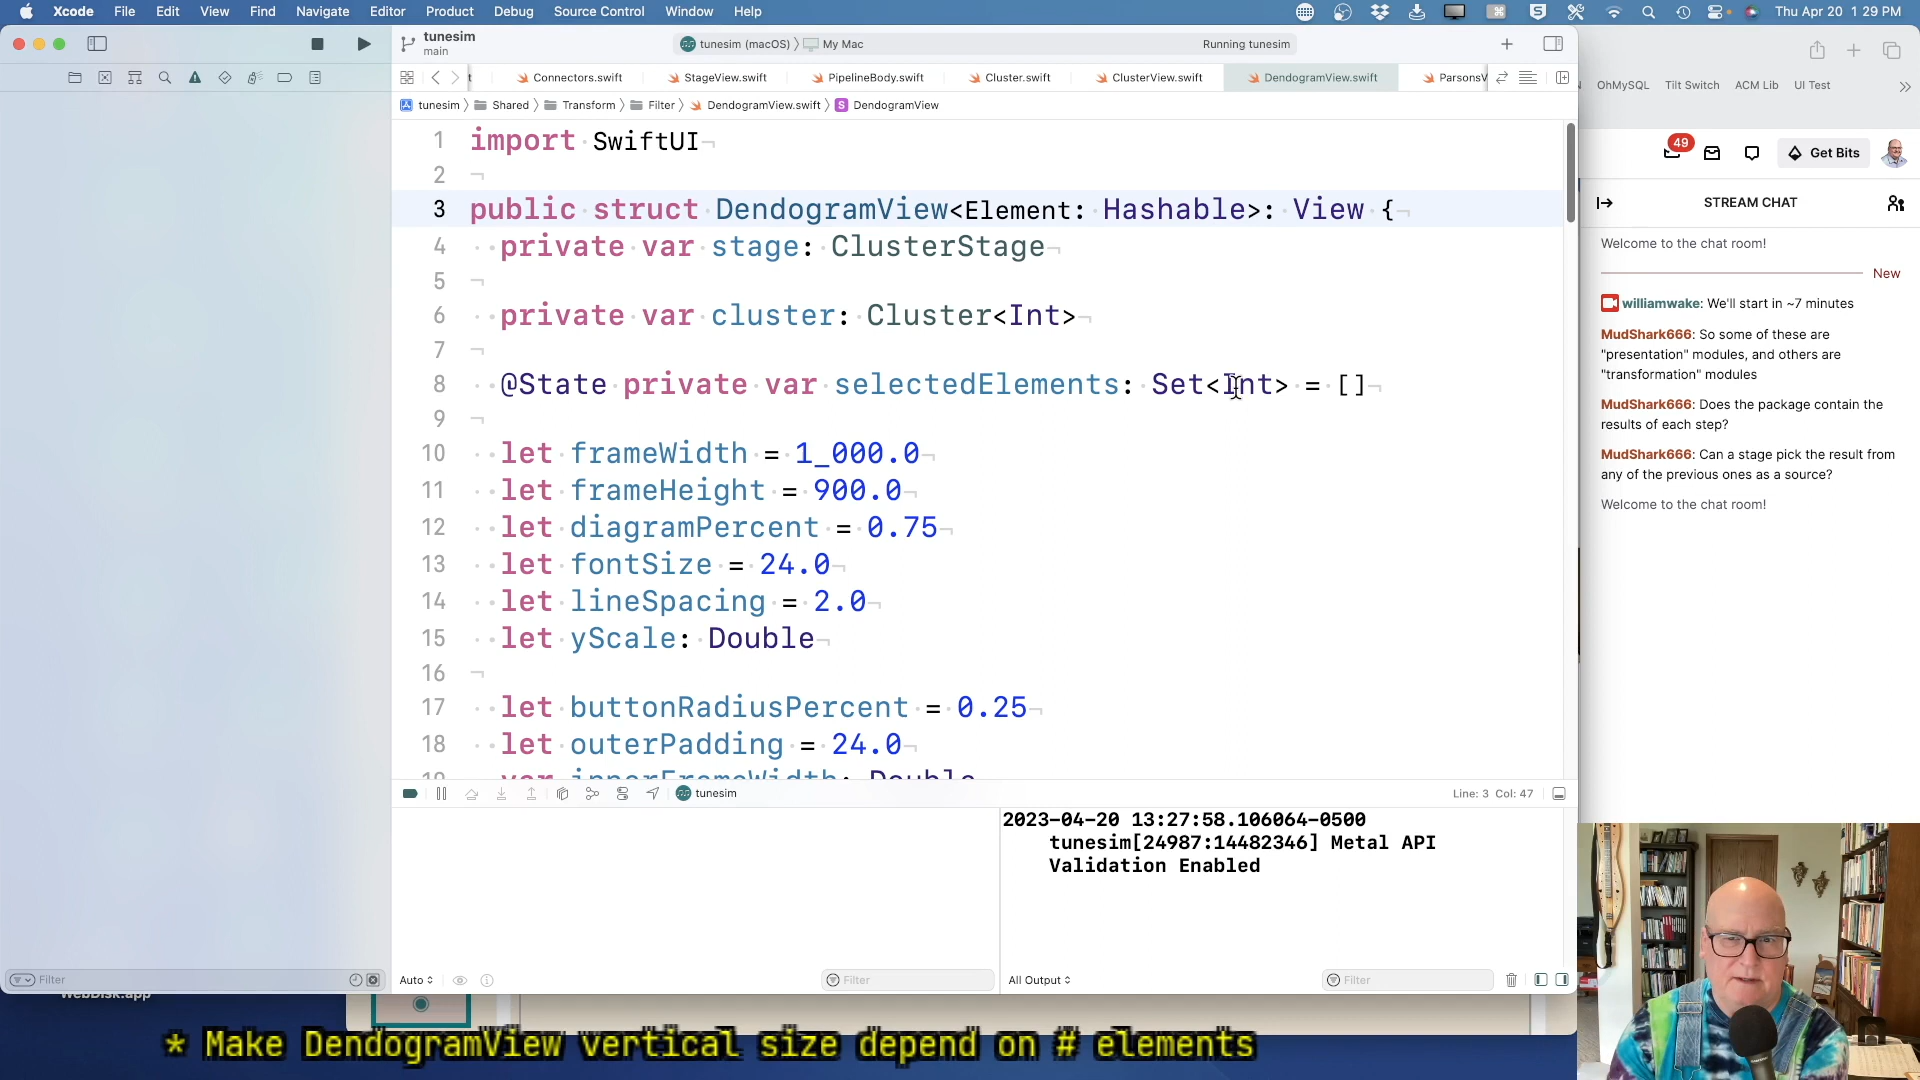 Xcode File Edit View Find Navigate Editor Product Debug Source Control Window Help
Thu Apr 20 1 29 PM
tunesim
main
tunesim (macOS) 〉 My Mac
Running tunesim
Connectors.swift StageView.swift PipelineBody.swift Cluster.swift ClusterView.swift DendogramView.swift ParsonsV
tunesim 〉 Shared 〉 Transform 〉 Filter 〉 DendogramView.swift 〉 S DendogramView
1 import SwiftUI
2
3 public struct DendogramView<Element: Hashable>: View {
4 private var stage: ClusterStage
5
6 private var cluster: Cluster<Int>
7
8 @State private var selectedElements: Set<Int> = []
9
10 let frameWidth = 1_000.0
11 let frameHeight = 900.0
12 let diagramPercent = 0.75
13 let fontSize = 24.0
14 let lineSpacing = 2.0
15 let yScale: Double
16
17 let buttonRadiusPercent = 0.25
18 let outerPadding = 24.0
19 var innerFrameWidth: Double
tunesim
Line: 3 Col: 47
2023-04-20 13:27:58.106064-0500
tunesim[24987:14482346] Metal API
Validation Enabled
Filter
Auto
Filter
All Output
Filter
WebDisk.app
* Make DendogramView vertical size depend on # elements
OhMySQL Tilt Switch ACM Lib UI Test
49
Get Bits
STREAM CHAT
Welcome to the chat room!
New
williamwake: We'll start in ~7 minutes
MudShark666: So some of these are
"presentation" modules, and others are
"transformation" modules
MudShark666: Does the package contain the
results of each step?
MudShark666: Can a stage pick the result from
any of the previous ones as a source?
Welcome to the chat room!